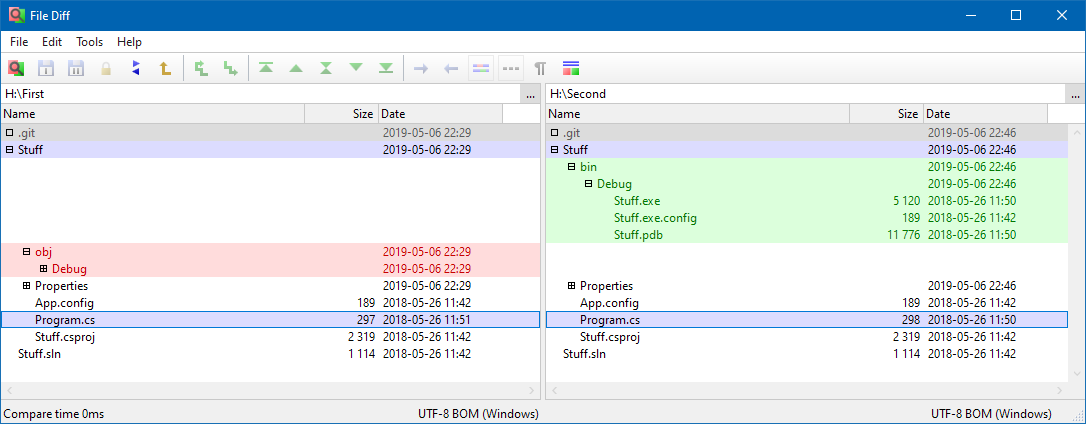 File Diff
File Edit Tools Help
H:\First ...
Name Size Date
.git 2019-05-06 22:29
Stuff 2019-05-06 22:29
obj 2019-05-06 22:29
Debug 2019-05-06 22:29
Properties 2019-05-06 22:29
App.config 189 2018-05-26 11:42
Program.cs 297 2018-05-26 11:51
Stuff.csproj 2 319 2018-05-26 11:42
Stuff.sln 1 114 2018-05-26 11:42
H:\Second ...
Name Size Date
.git 2019-05-06 22:46
Stuff 2019-05-06 22:46
bin 2019-05-06 22:46
Debug 2019-05-06 22:46
Stuff.exe 5 120 2018-05-26 11:50
Stuff.exe.config 189 2018-05-26 11:42
Stuff.pdb 11 776 2018-05-26 11:50
Properties 2019-05-06 22:46
App.config 189 2018-05-26 11:42
Program.cs 298 2018-05-26 11:50
Stuff.csproj 2 319 2018-05-26 11:42
Stuff.sln 1 114 2018-05-26 11:42
Compare time 0ms UTF-8 BOM (Windows) UTF-8 BOM (Windows)